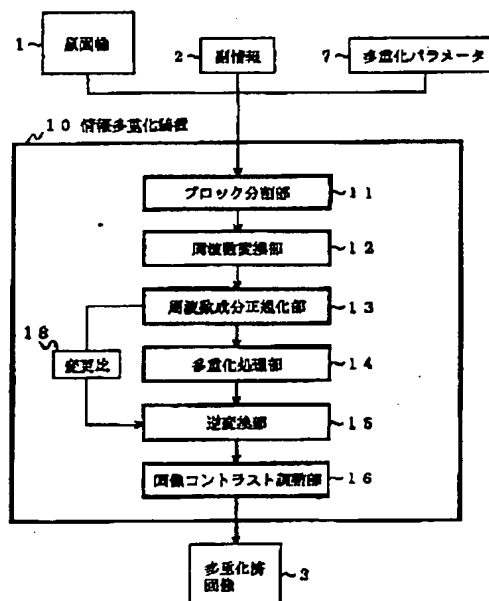 1
原画像
2
副情報
7
多重化パラメータ
10 情報多重化装置
ブロック分割部
11
周波数変換部
12
周波数成分正規化部
13
18
変更比
多重化処理部
14
逆変換部
15
画像コントラスト調整部
16
多重化済
画像
3